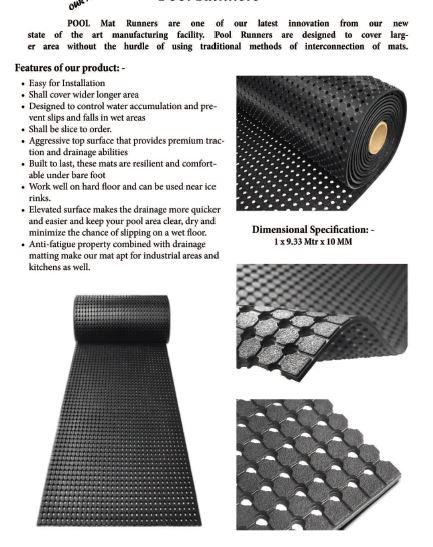 POOL Mat Runners are one of our latest innovation from our new
state of the art manufacturing facility. Pool Runners are designed to cover larg-
er area without the hurdle of using traditional methods of interconnection of mats.
Features of our product: -
• Easy for Installation
• Shall cover wider longer area
• Designed to control water accumulation and pre-
vent slips and falls in wet areas
• Shall be slice to order.
• Aggressive top surface that provides premium trac-
tion and drainage abilities
• Built to last, these mats are resilient and comfort-
able under bare foot
• Work well on hard floor and can be used near ice
rinks.
• Elevated surface makes the drainage more quicker
and easier and keep your pool area clear, dry and
minimize the chance of slipping on a wet floor.
• Anti-fatigue property combined with drainage
matting make our mat apt for industrial areas and
kitchens as well.
Dimensional Specification: -
1 x 9.33 Mtr x 10 MM